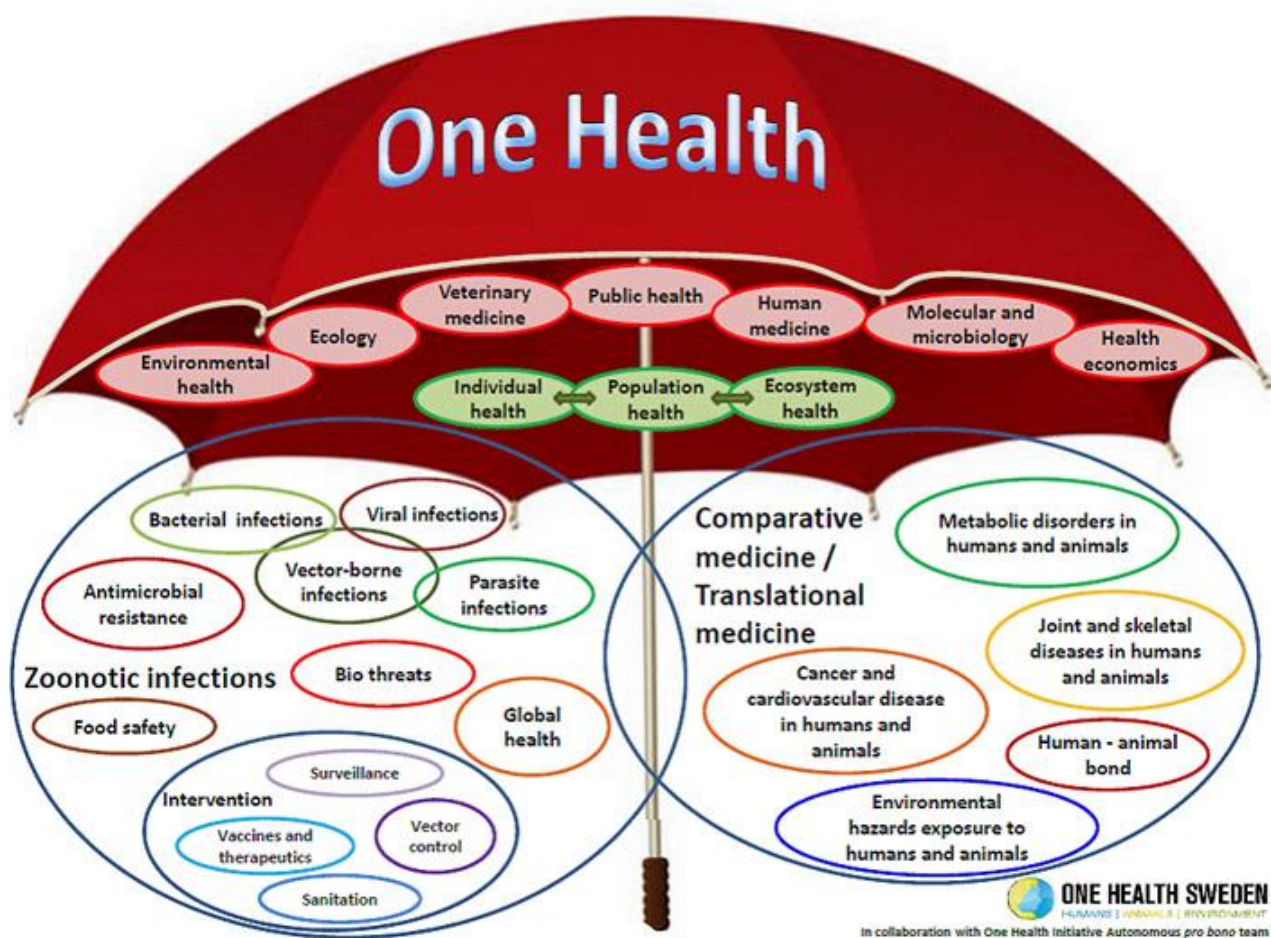 One Health
Public health
Veterinary
medicine
Human
medicine
Molecular and
microbiology
Ecology
Health
economics
Environmental
health
Individual
health
Population
health
Ecosystem
health
Bacterial infections
Viral infections
Vector-borne
infections
Parasite
infections
Antimicrobial
resistance
Zoonotic infections
Bio threats
Food safety
Global
health
Intervention
Surveillance
Vaccines and
therapeutics
Vector
control
Sanitation
Comparative
medicine /
Translational
medicine
Metabolic disorders in
humans and animals
Joint and skeletal
diseases in humans
and animals
Cancer and
cardiovascular disease
in humans and
animals
Human - animal
bond
Environmental
hazards exposure to
humans and animals
ONE HEALTH SWEDEN
HUMANS | ANIMALS | ENVIRONMENT
In collaboration with One Health Initiative Autonomous pro bono team